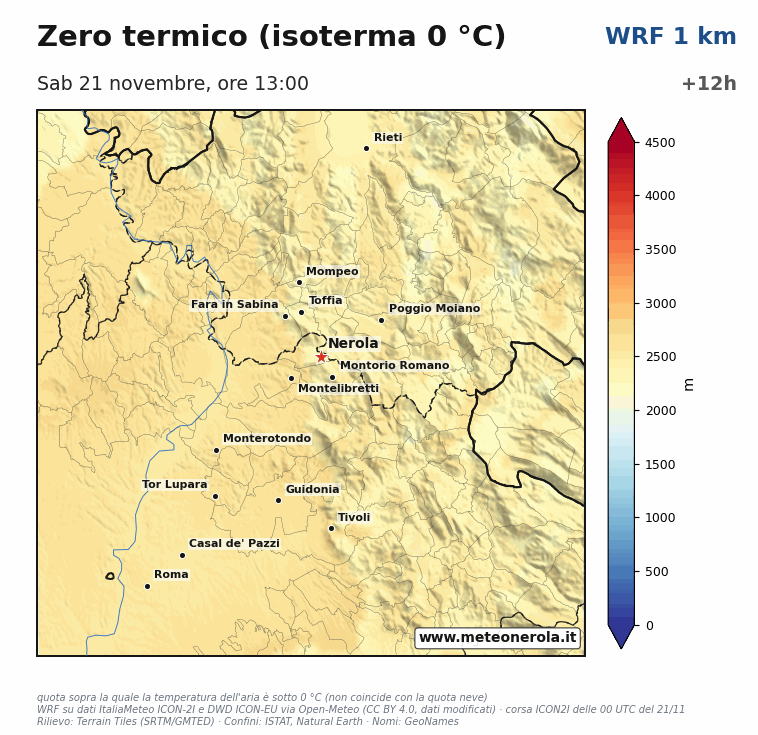 Zero termico (isoterma 0 °C)
WRF 1 km
Sab 21 novembre, ore 13:00
+12h
Rieti
Mompeo
Toffia
Fara in Sabina
Poggio Moiano
Nerola
Montorio Romano
Montelibretti
Monterotondo
Tor Lupara
Guidonia
Tivoli
Casal de' Pazzi
Roma
www.meteonerola.it
4500
4000
3500
3000
2500
2000
1500
1000
500
0
m
quota sopra la quale la temperatura dell'aria è sotto 0 °C (non coincide con la quota neve)
WRF su dati ItaliaMeteo ICON-2I e DWD ICON-EU via Open-Meteo (CC BY 4.0, dati modificati) · corsa ICON2I delle 00 UTC del 21/11
Rilievo: Terrain Tiles (SRTM/GMTED) · Confini: ISTAT, Natural Earth · Nomi: GeoNames